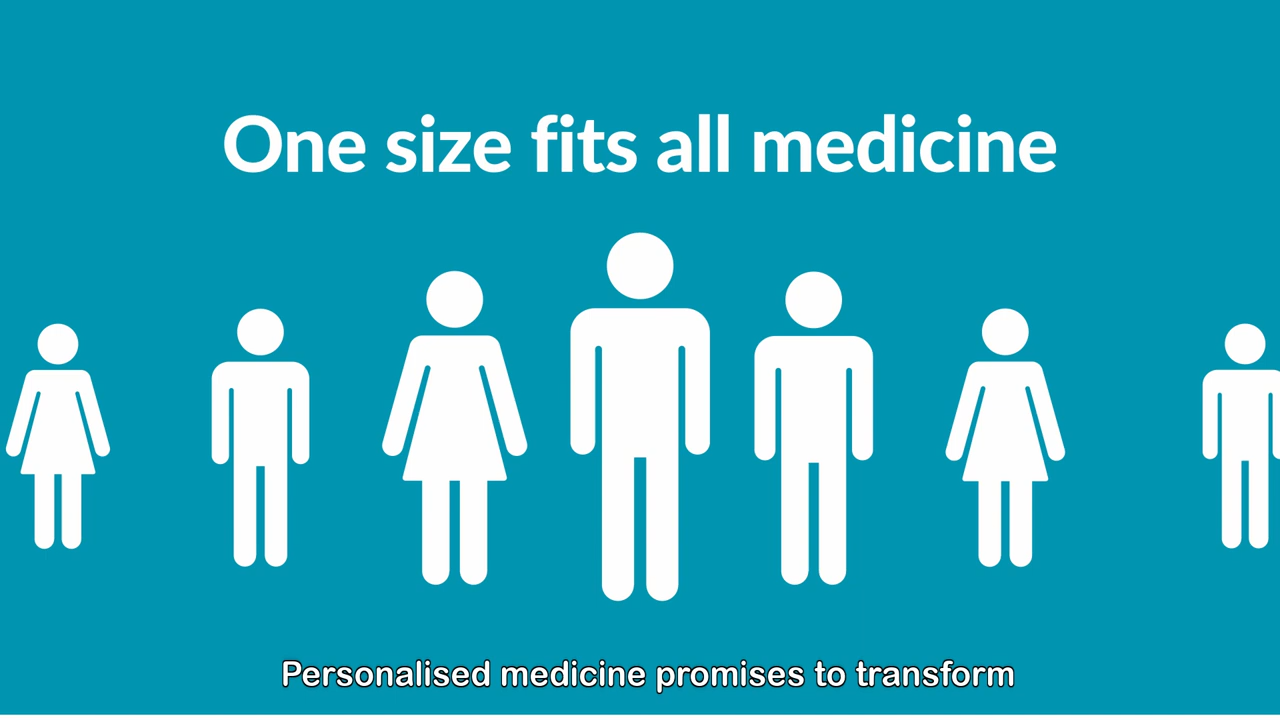 One size fits all medicine
Personalised medicine promises to transform